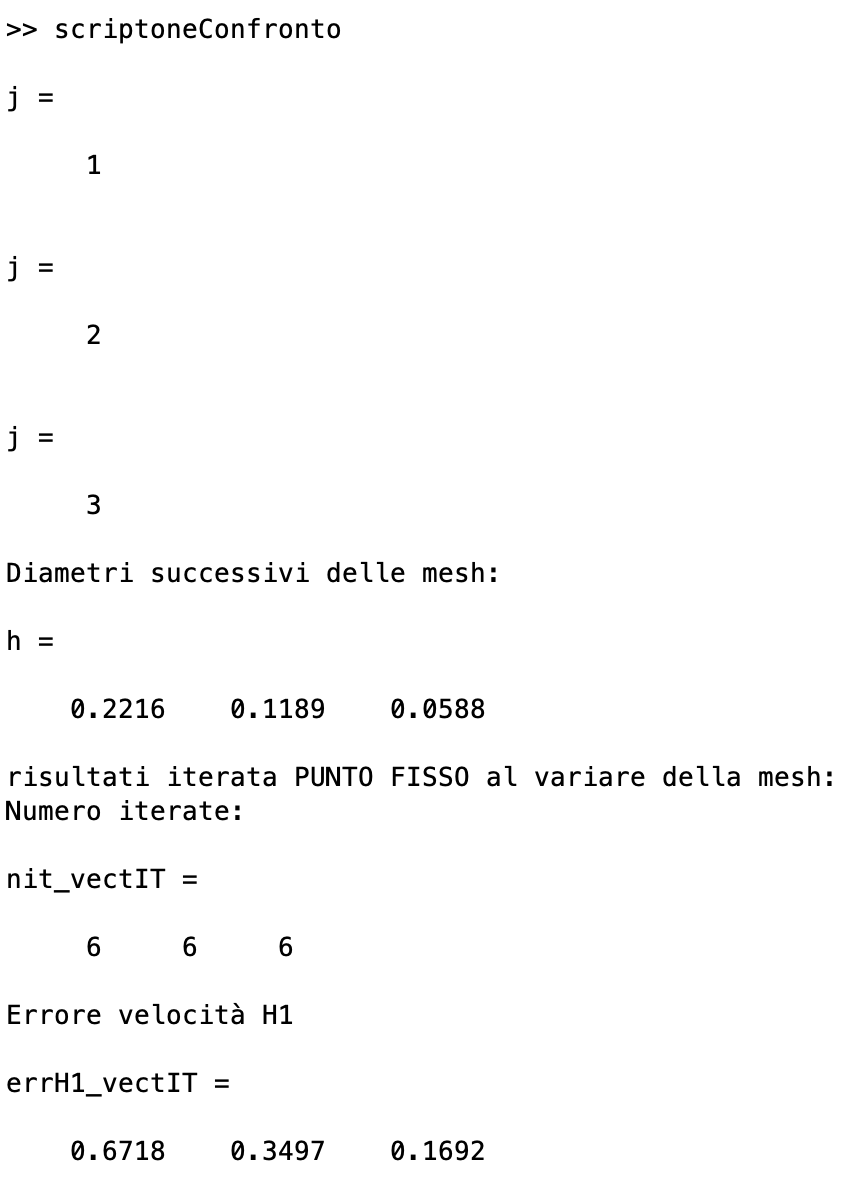 >> scriptoneConfronto
j =
1
j =
2
j =
3
Diametri successivi delle mesh:
h =
0.2216    0.1189    0.0588
risultati iterata PUNTO FISSO al variare della mesh:
Numero iterate:
nit_vectIT =
6     6     6
Errore velocità H1
errH1_vectIT =
0.6718    0.3497    0.1692